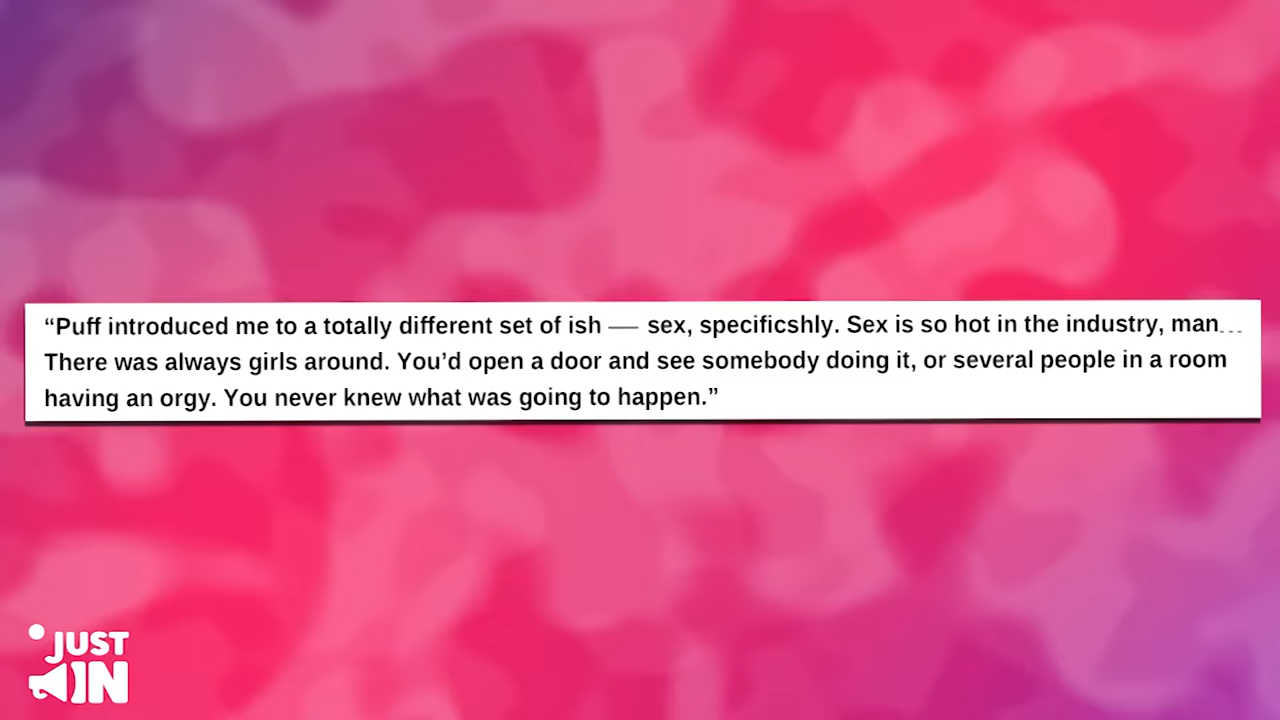 “Puff introduced me to a totally different set of ish — sex, specificshly. Sex is so hot in the industry, man...
There was always girls around. You’d open a door and see somebody doing it, or several people in a room
having an orgy. You never knew what was going to happen.”
JUST
IN